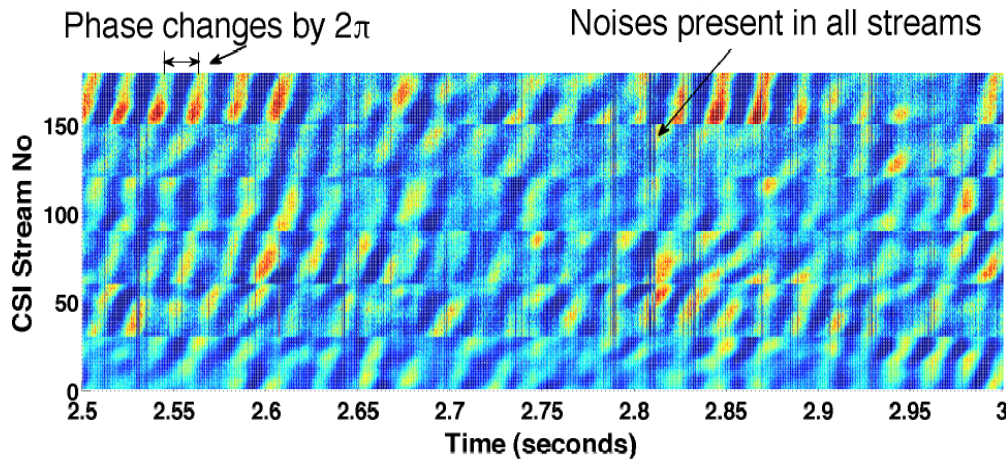 Phase changes by 2π
Noises present in all streams
CSI Stream No
150
100
50
0
2.5 2.55 2.6 2.65 2.7 2.75 2.8 2.85 2.9 2.95 3
Time (seconds)